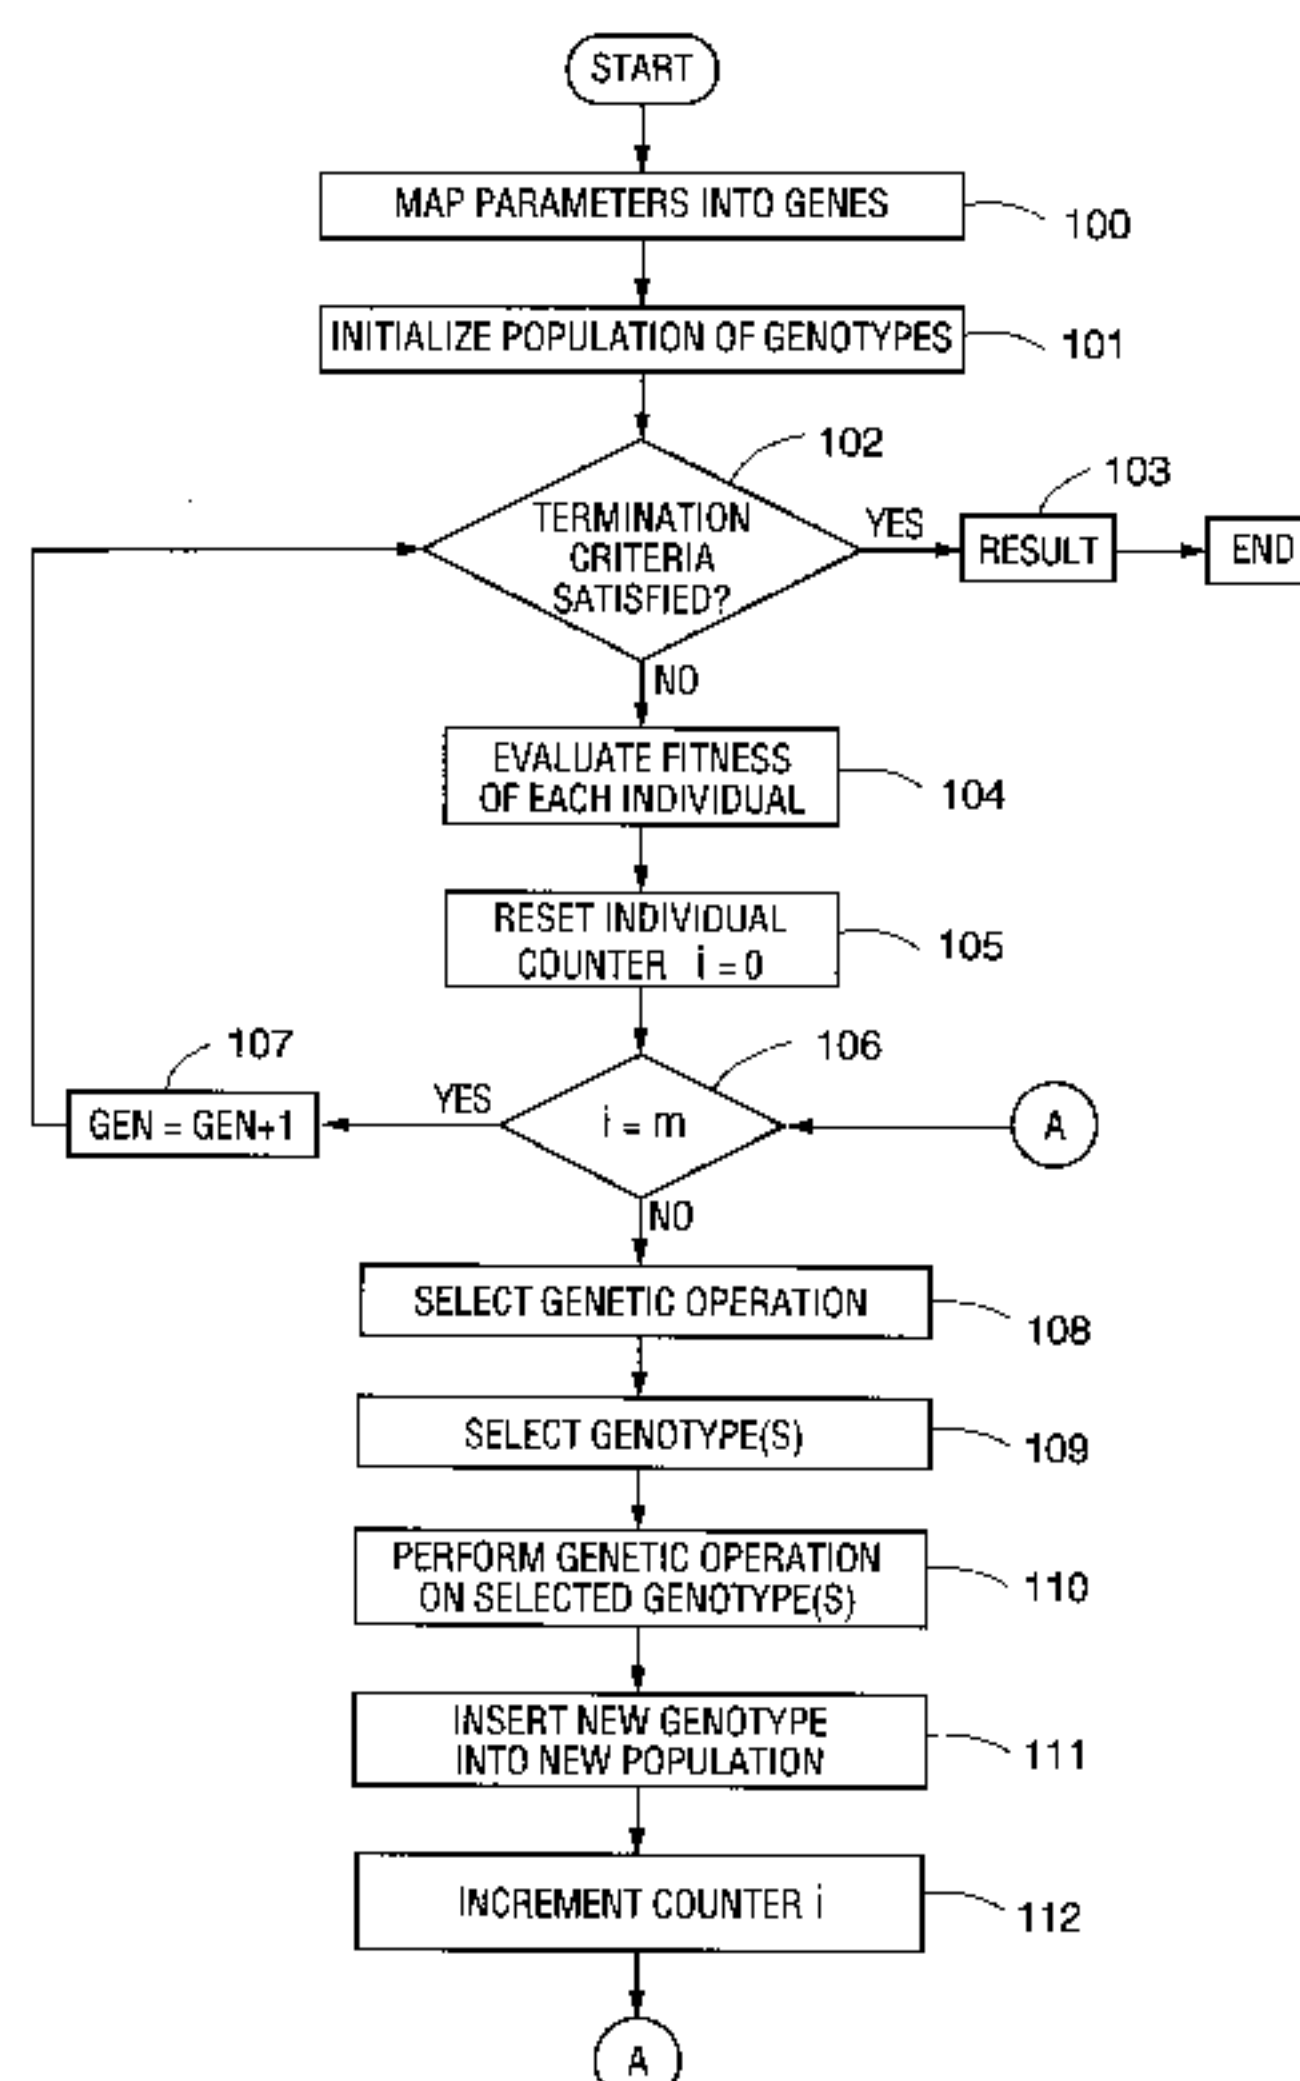 START
MAP PARAMETERS INTO GENES
100
INITIALIZE POPULATION OF GENOTYPES
101
102
TERMINATION
CRITERIA
SATISFIED?
YES
103
RESULT
END
NO
EVALUATE FITNESS
OF EACH INDIVIDUAL
104
RESET INDIVIDUAL
COUNTER i = 0
105
106
i = m
YES
107
GEN = GEN+1
A
NO
SELECT GENETIC OPERATION
108
SELECT GENOTYPE(S)
109
PERFORM GENETIC OPERATION
ON SELECTED GENOTYPE(S)
110
INSERT NEW GENOTYPE
INTO NEW POPULATION
111
INCREMENT COUNTER i
112
A